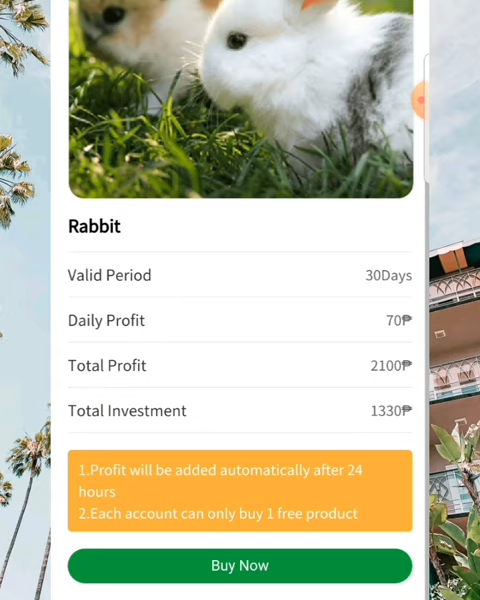 Rabbit
Valid Period 30Days
Daily Profit 70₱
Total Profit 2100₱
Total Investment 1330₱
1.Profit will be added automatically after 24
hours
2.Each account can only buy 1 free product
Buy Now